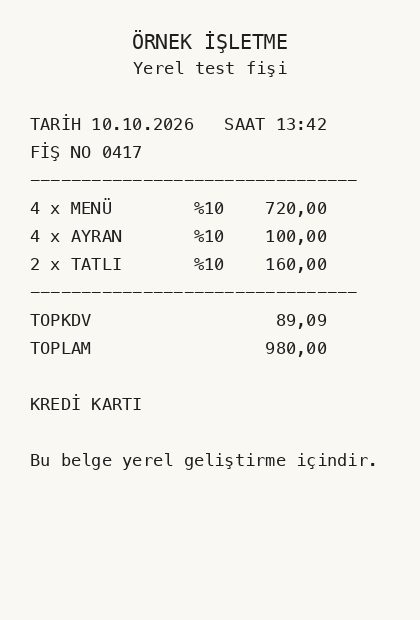 ÖRNEK İŞLETME
Yerel test fişi
TARİH 10.10.2026   SAAT 13:42
FİŞ NO 0417
————————————————————————————————
4 x MENÜ        %10    720,00
4 x AYRAN       %10    100,00
2 x TATLI       %10    160,00
————————————————————————————————
TOPKDV                  89,09
TOPLAM                 980,00
KREDİ KARTI
Bu belge yerel geliştirme içindir.